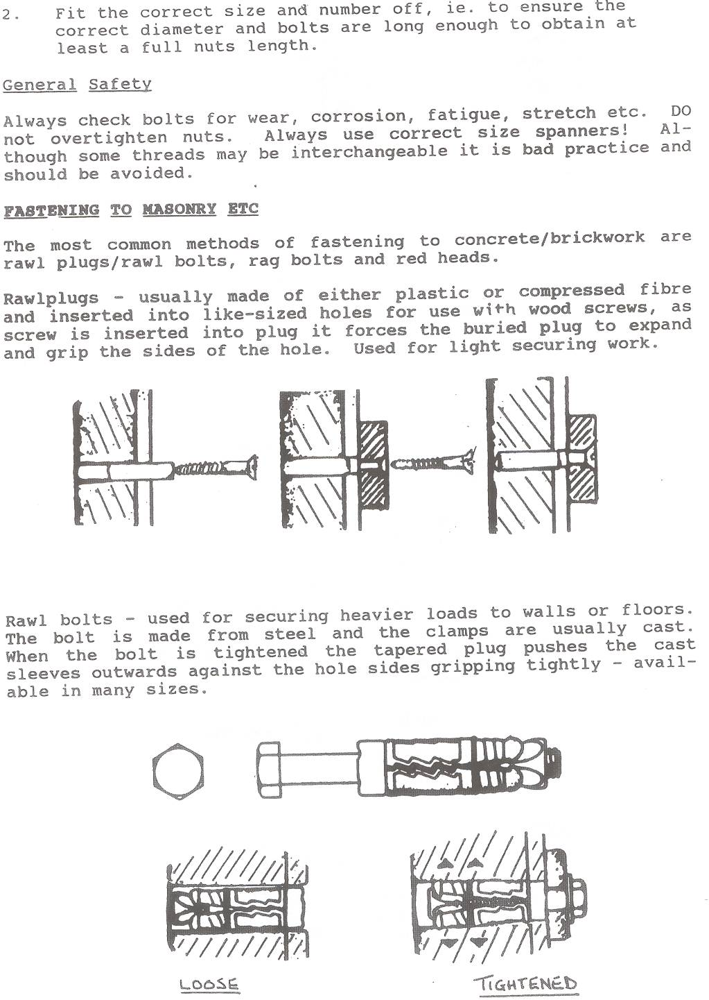 2. Fit the correct size and number off, ie. to ensure the
correct diameter and bolts are long enough to obtain at
least a full nuts length.
General Safety
Always check bolts for wear, corrosion, fatigue, stretch etc. DO
not overtighten nuts. Always use correct size spanners! Al-
though some threads may be interchangeable it is bad practice and
should be avoided.
FASTENING TO MASONRY ETC
The most common methods of fastening to concrete/brickwork are
rawl plugs/rawl bolts, rag bolts and red heads.
Rawlplugs - usually made of either plastic or compressed fibre
and inserted into like-sized holes for use with wood screws, as
screw is inserted into plug it forces the buried plug to expand
and grip the sides of the hole. Used for light securing work.
Rawl bolts - used for securing heavier loads to walls or floors.
The bolt is made from steel and the clamps are usually cast.
When the bolt is tightened the tapered plug pushes the cast
sleeves outwards against the hole sides gripping tightly - avail-
able in many sizes.
LOOSE
TIGHTENED